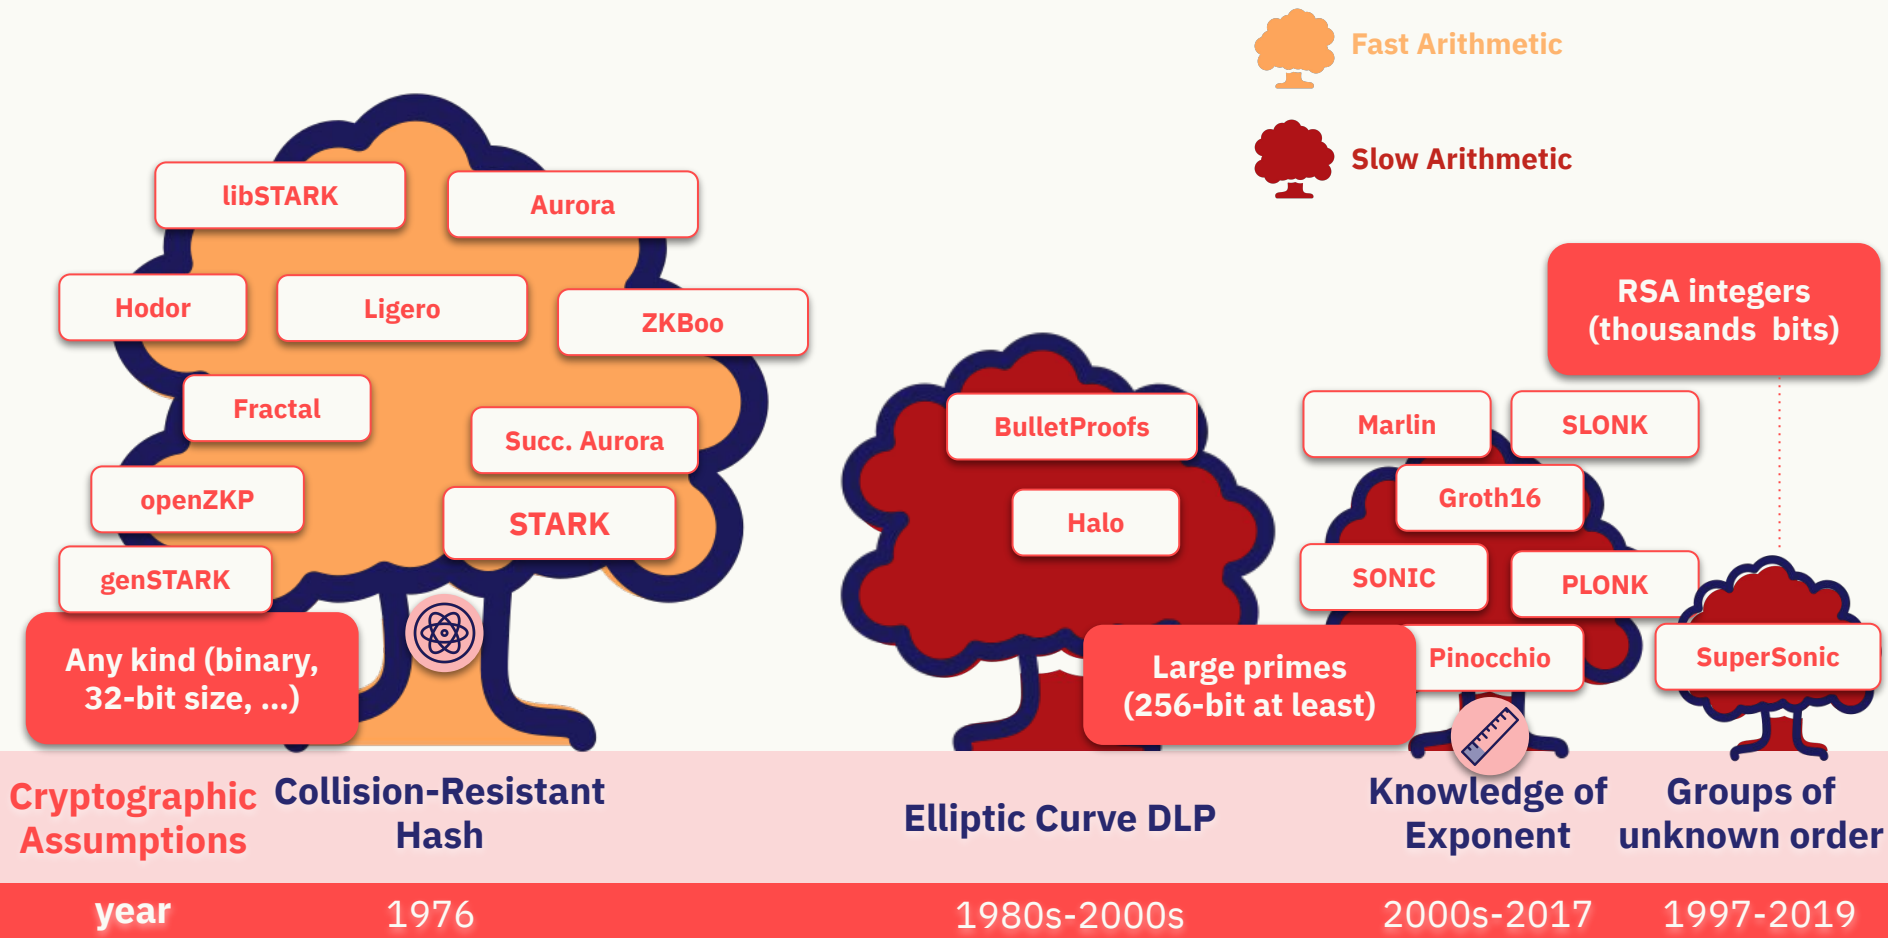 Fast Arithmetic
Slow Arithmetic
libSTARK
Aurora
Hodor
Ligero
ZKBoo
Fractal
Succ. Aurora
openZKP
STARK
genSTARK
Any kind (binary,
32-bit size, ...)
BulletProofs
Halo
Large primes
(256-bit at least)
Marlin
SLONK
Groth16
SONIC
PLONK
Pinocchio
RSA integers
(thousands bits)
SuperSonic
Cryptographic
Assumptions
Collision-Resistant
Hash
Elliptic Curve DLP
Knowledge of
Exponent
Groups of
unknown order
year
1976
1980s-2000s
2000s-2017
1997-2019